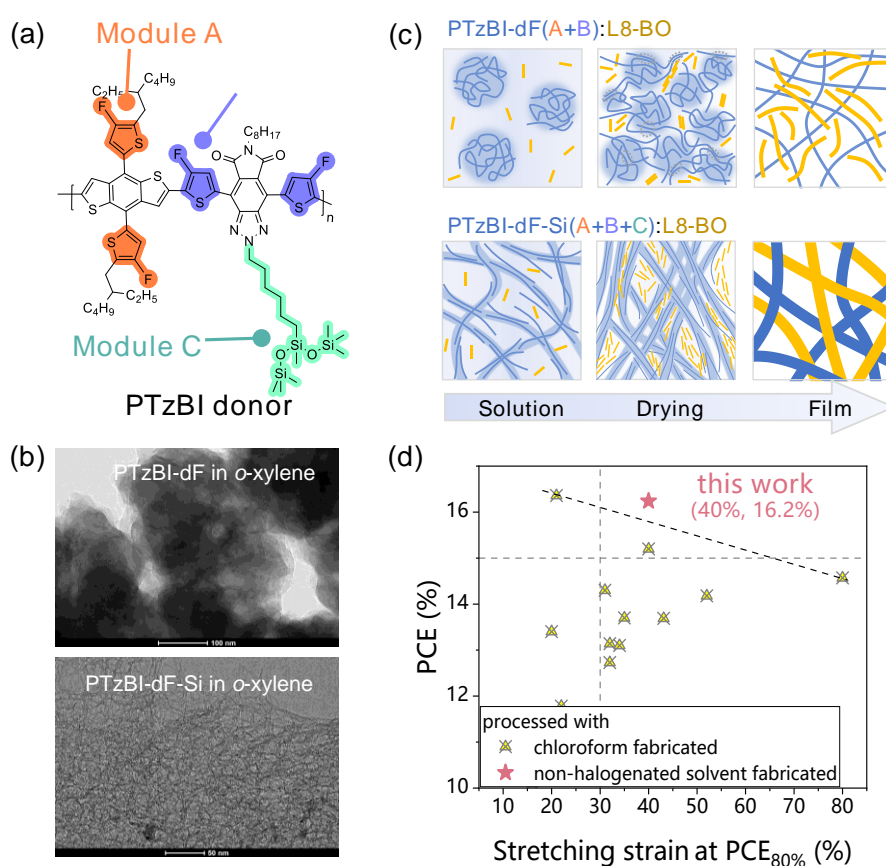 (a)
Module A
C₂H₅
C₄H₉
F
S
S
F
C₈H₁₇
N
O
O
F
S
S
S
n
N
N
N
S
F
C₄H₉
C₂H₅
Module C
Si
O
O
Si
Si
PTzBI donor
(b)
PTzBI-dF in o-xylene
100 nm
PTzBI-dF-Si in o-xylene
50 nm
(c)
PTzBI-dF(A+B):L8-BO
PTzBI-dF-Si(A+B+C):L8-BO
Solution
Drying
Film
(d)
this work
(40%, 16.2%)
PCE (%)
16
14
12
10
processed with
chloroform fabricated
non-halogenated solvent fabricated
10 20 30 40 50 60 70 80
Stretching strain at PCE₈₀% (%)